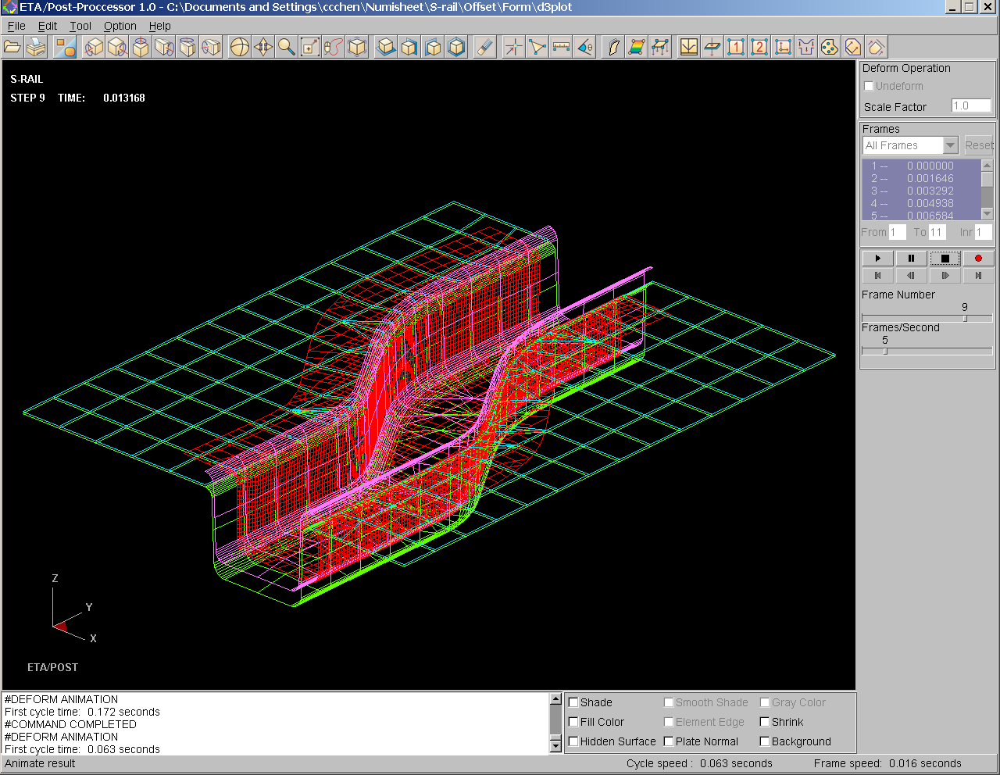 ETA/Post-Proccessor 1.0 - C:\Documents and Settings\ccchen\Numisheet\S-rail\Offset\Form\d3plot
File Edit Tool Option Help
1 2
S-RAIL
STEP 9 TIME: 0.013168
Z
Y
X
ETA/POST
Deform Operation
Undeform
Scale Factor 1.0
Frames
All Frames Reset
1 -- 0.000000
2 -- 0.001646
3 -- 0.003292
4 -- 0.004938
5 -- 0.006584
From 1 To 11 Inr 1
Frame Number
9
Frames/Second
5
#DEFORM ANIMATION
First cycle time: 0.172 seconds
#COMMAND COMPLETED
#DEFORM ANIMATION
First cycle time: 0.063 seconds
Shade Smooth Shade Gray Color
Fill Color Element Edge Shrink
Hidden Surface Plate Normal Background
Animate result Cycle speed : 0.063 seconds Frame speed: 0.016 seconds